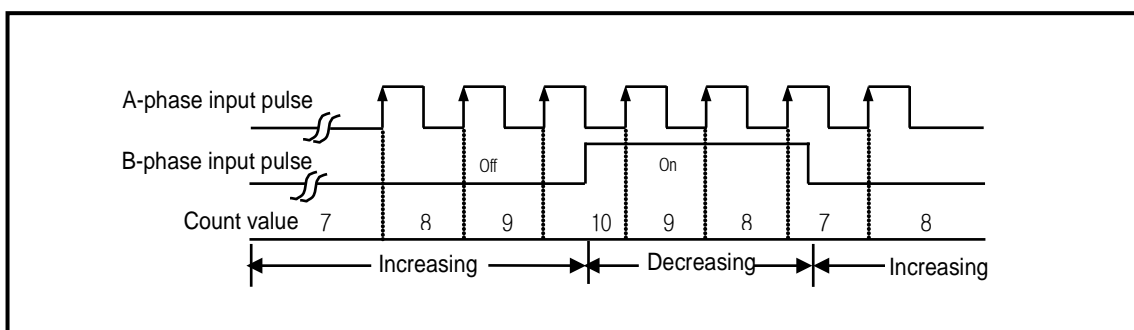 A-phase input pulse
B-phase input pulse Off On
Count value 7 8 9 10 9 8 7 8
Increasing Decreasing Increasing